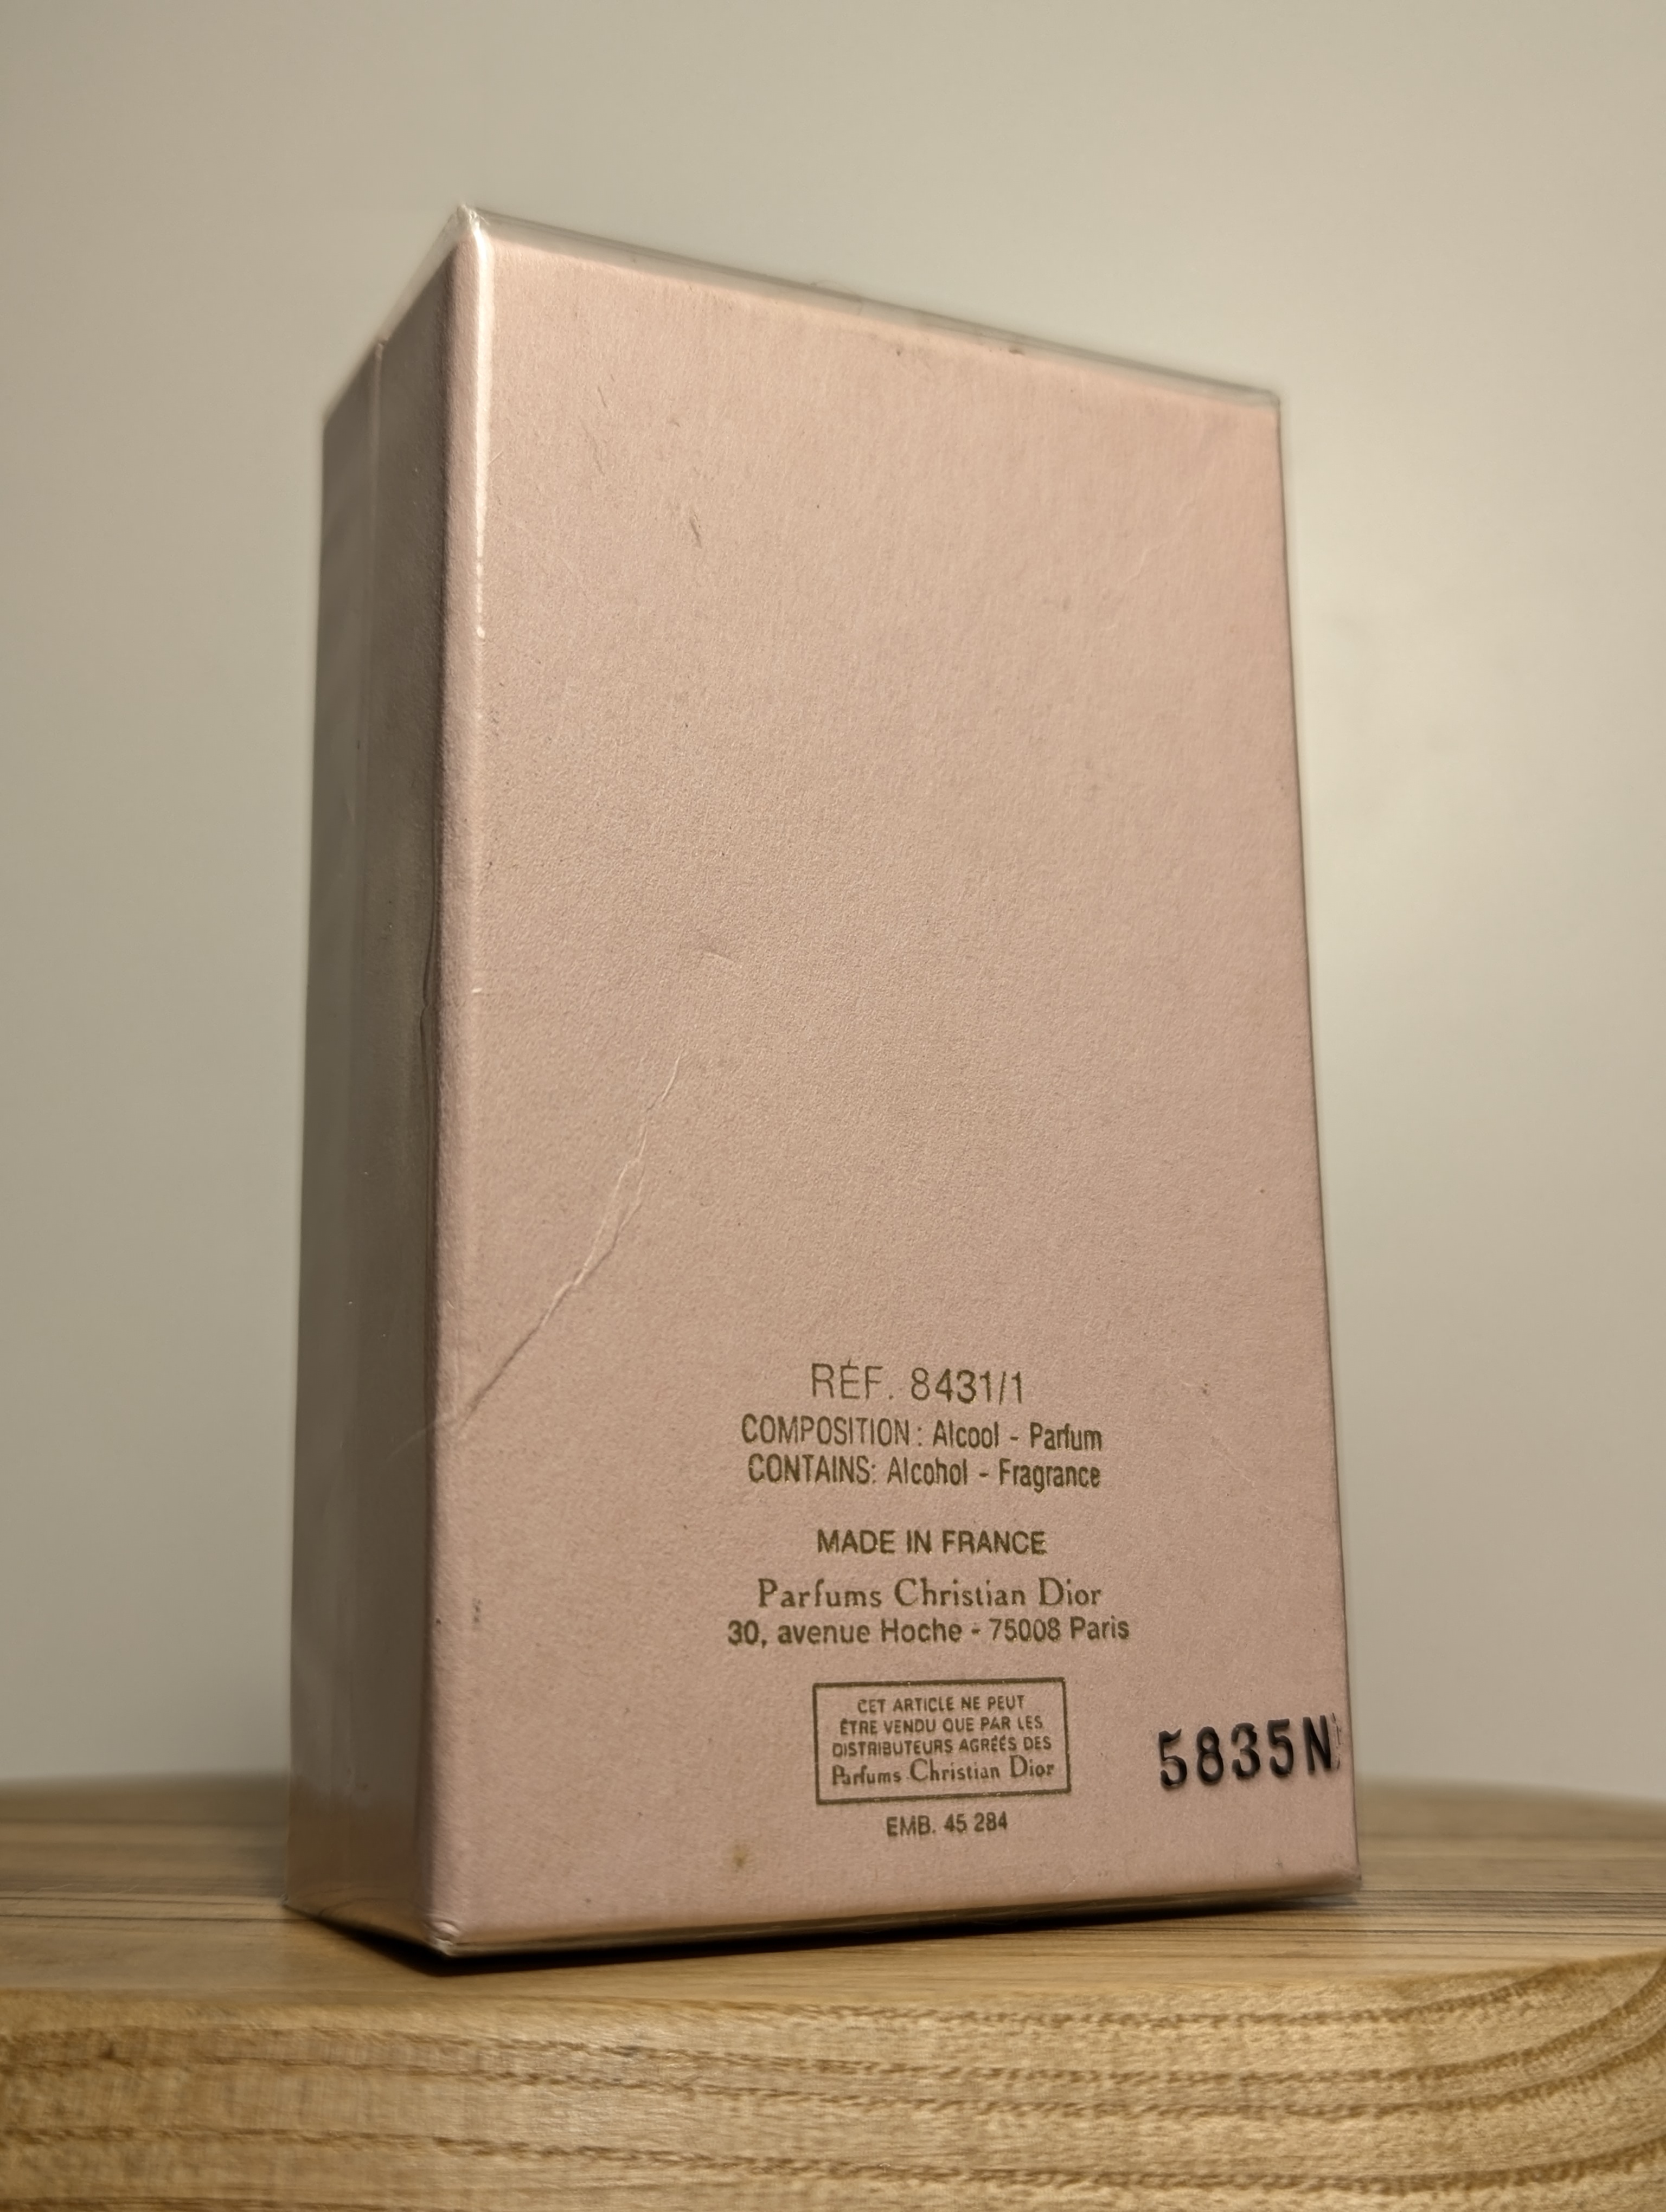 RÉF. 8431/1
COMPOSITION : Alcool - Parfum
CONTAINS: Alcohol - Fragrance
MADE IN FRANCE
Parfums Christian Dior
30, avenue Hoche - 75008 Paris
CET ARTICLE NE PEUT
ÊTRE VENDU QUE PAR LES
DISTRIBUTEURS AGRÉÉS DES
Parfums Christian Dior
EMB. 45 284
5835N